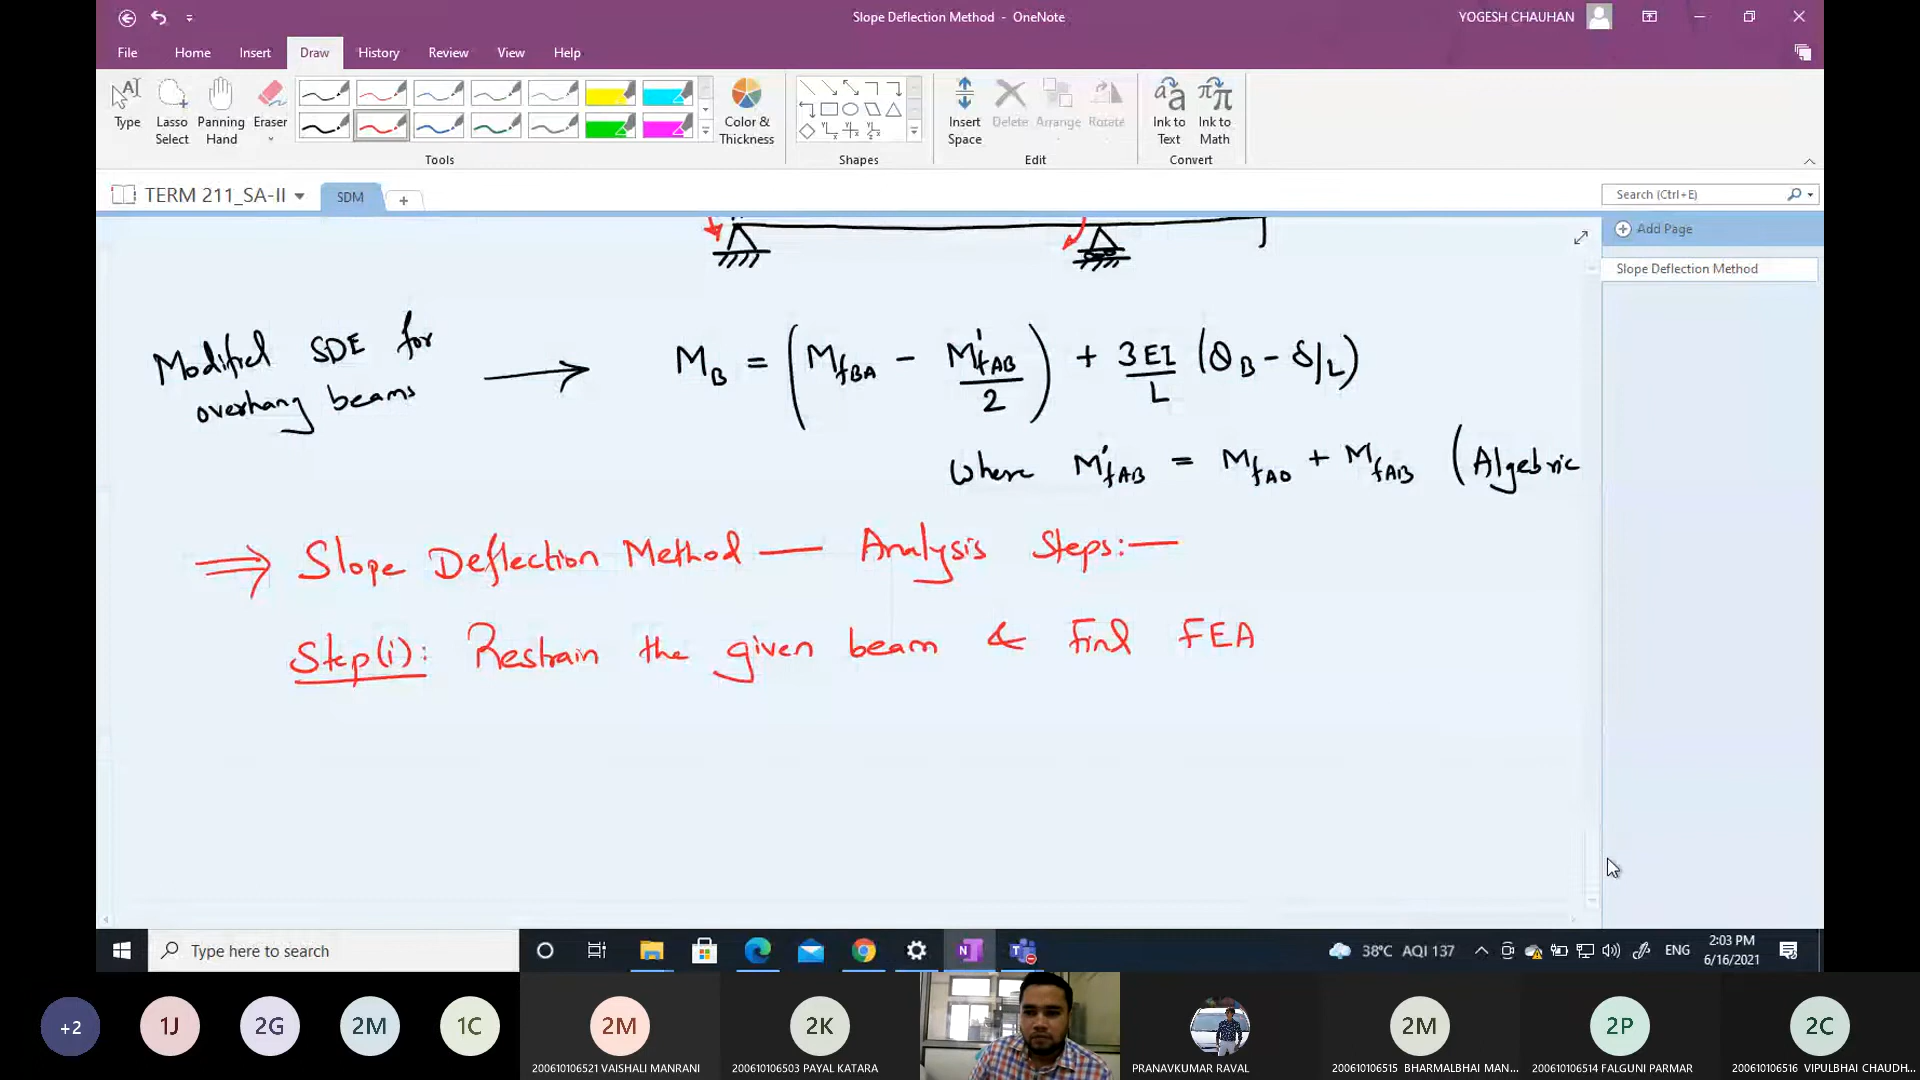 Slope Deflection Method - OneNote
YOGESH CHAUHAN
File Home Insert Draw History Review View Help
Type
Lasso Select
Panning Hand
Eraser
Color & Thickness
Insert Space
Delete
Arrange
Rotate
Ink to Text
Ink to Math
Tools Shapes Edit Convert
TERM 211_SA-II
SDM
+
Search (Ctrl+E)
Add Page
Slope Deflection Method
Modified SDE for
overhang beams
M_B = (M_fBA - M'_fAB/2) + 3EI/L (θ_B - δ/L)
where M'_fAB = M_fAO + M_fAB (Algebric
⇒ Slope Deflection Method — Analysis Steps:—
Step(i): Restrain the given beam & Find FEA
Type here to search
38°C AQI 137
ENG
2:03 PM
6/16/2021
+2
1J
2G
2M
1C
2M
2K
2M
2P
2C
200610106521 VAISHALI MANRANI
200610106503 PAYAL KATARA
PRANAVKUMAR RAVAL
200610106515 BHARMALBHAI MAN...
200610106514 FALGUNI PARMAR
200610106516 VIPULBHAI CHAUDH...